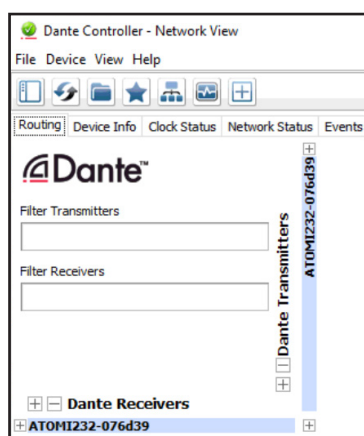 Dante Controller - Network View
File Device View Help
Routing Device Info Clock Status Network Status Events
Dante™
Filter Transmitters
Filter Receivers
Dante Transmitters
ATOMI232-076d39
Dante Receivers
ATOMI232-076d39